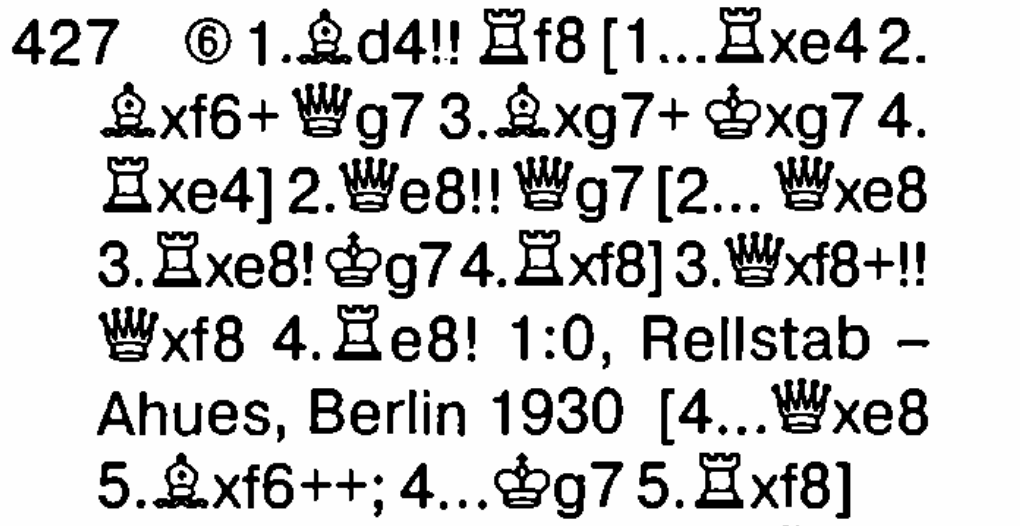 427 ⑥ 1.♗d4!! ♖f8 [1...♖xe4 2.
♗xf6+ ♕g7 3.♗xg7+ ♔xg7 4.
♖xe4] 2.♕e8!! ♕g7 [2... ♕xe8
3.♖xe8! ♔g7 4.♖xf8] 3.♕xf8+!!
♕xf8 4.♖e8! 1:0, Rellstab –
Ahues, Berlin 1930 [4...♕xe8
5.♗xf6++; 4...♔g7 5.♖xf8]